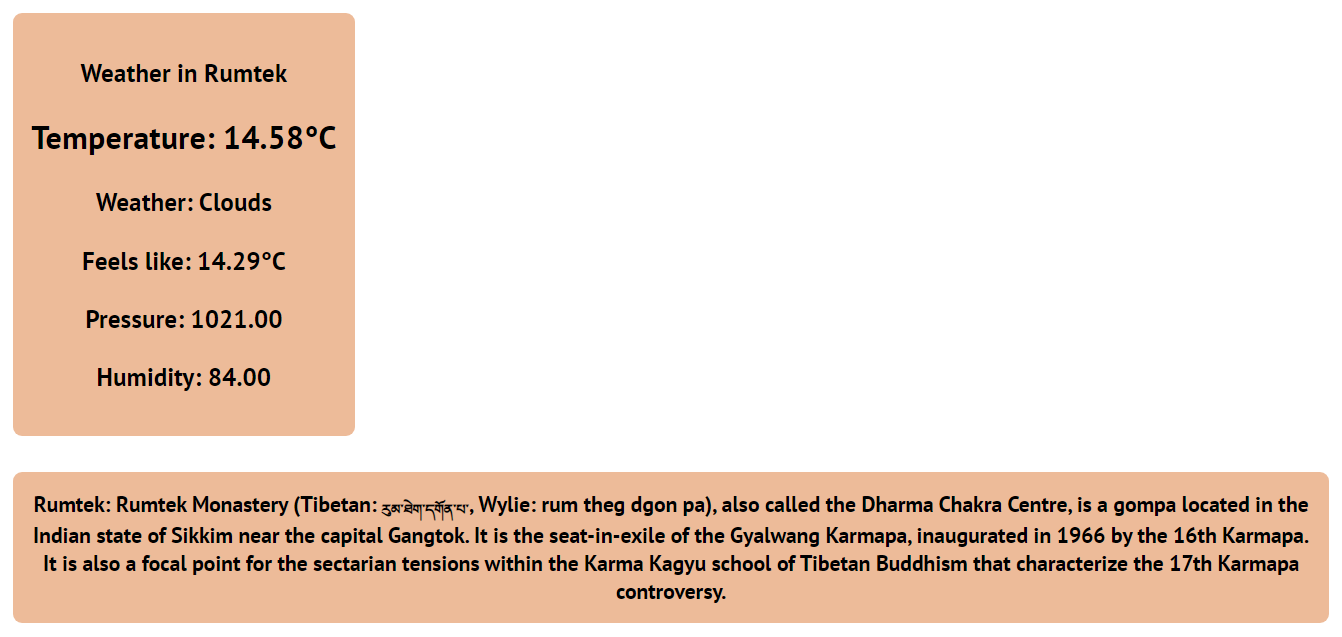 Weather in Rumtek
Temperature: 14.58°C
Weather: Clouds
Feels like: 14.29°C
Pressure: 1021.00
Humidity: 84.00
Rumtek: Rumtek Monastery (Tibetan: རུམ་ཐེག་དགོན་པ་, Wylie: rum theg dgon pa), also called the Dharma Chakra Centre, is a gompa located in the
Indian state of Sikkim near the capital Gangtok. It is the seat-in-exile of the Gyalwang Karmapa, inaugurated in 1966 by the 16th Karmapa.
It is also a focal point for the sectarian tensions within the Karma Kagyu school of Tibetan Buddhism that characterize the 17th Karmapa
controversy.